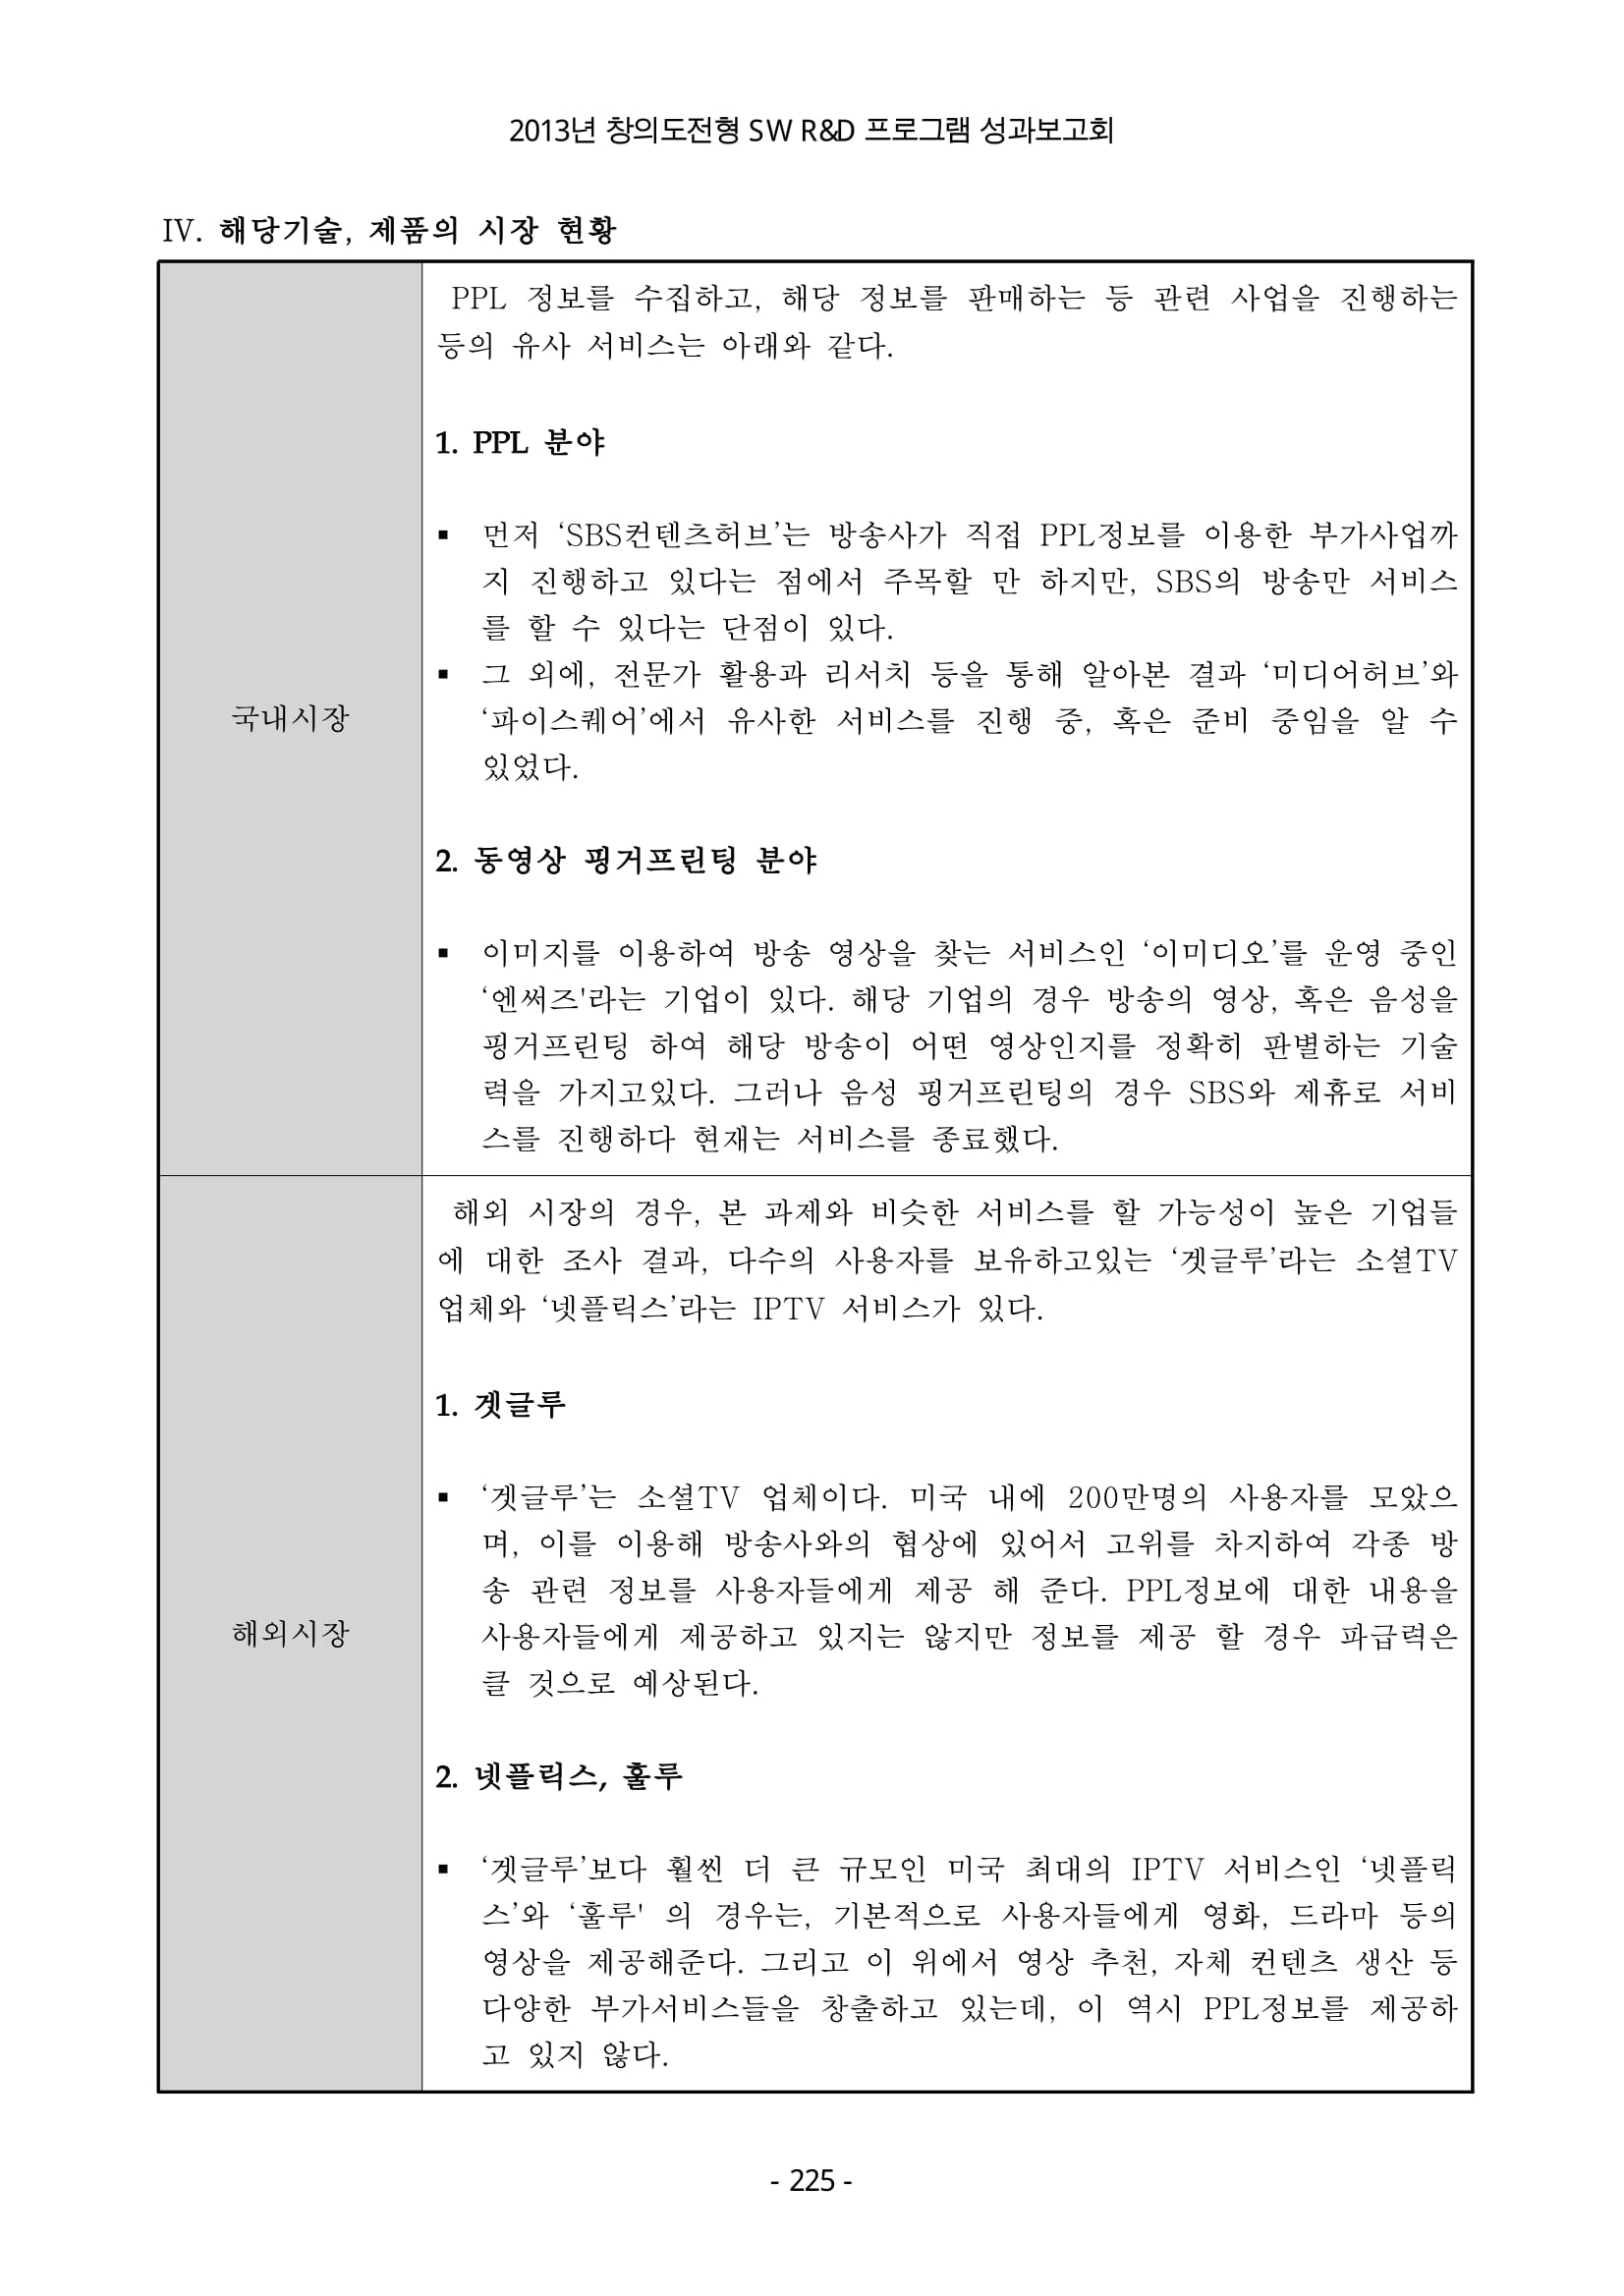 2013년 창의도전형 SW R&D 프로그램 성과보고회
IV. 해당기술, 제품의 시장 현황
국내시장
PPL 정보를 수집하고, 해당 정보를 판매하는 등 관련 사업을 진행하는
등의 유사 서비스는 아래와 같다.
1. PPL 분야
▪ 먼저 ‘SBS컨텐츠허브’는 방송사가 직접 PPL정보를 이용한 부가사업까
지 진행하고 있다는 점에서 주목할 만 하지만, SBS의 방송만 서비스
를 할 수 있다는 단점이 있다.
▪ 그 외에, 전문가 활용과 리서치 등을 통해 알아본 결과 ‘미디어허브’와
‘파이스퀘어’에서 유사한 서비스를 진행 중, 혹은 준비 중임을 알 수
있었다.
2. 동영상 핑거프린팅 분야
▪ 이미지를 이용하여 방송 영상을 찾는 서비스인 ‘이미디오’를 운영 중인
‘엔써즈'라는 기업이 있다. 해당 기업의 경우 방송의 영상, 혹은 음성을
핑거프린팅 하여 해당 방송이 어떤 영상인지를 정확히 판별하는 기술
력을 가지고있다. 그러나 음성 핑거프린팅의 경우 SBS와 제휴로 서비
스를 진행하다 현재는 서비스를 종료했다.
해외시장
해외 시장의 경우, 본 과제와 비슷한 서비스를 할 가능성이 높은 기업들
에 대한 조사 결과, 다수의 사용자를 보유하고있는 ‘겟글루’라는 소셜TV
업체와 ‘넷플릭스’라는 IPTV 서비스가 있다.
1. 겟글루
▪ ‘겟글루’는 소셜TV 업체이다. 미국 내에 200만명의 사용자를 모았으
며, 이를 이용해 방송사와의 협상에 있어서 고위를 차지하여 각종 방
송 관련 정보를 사용자들에게 제공 해 준다. PPL정보에 대한 내용을
사용자들에게 제공하고 있지는 않지만 정보를 제공 할 경우 파급력은
클 것으로 예상된다.
2. 넷플릭스, 훌루
▪ ‘겟글루’보다 훨씬 더 큰 규모인 미국 최대의 IPTV 서비스인 ‘넷플릭
스’와 ‘훌루' 의 경우는, 기본적으로 사용자들에게 영화, 드라마 등의
영상을 제공해준다. 그리고 이 위에서 영상 추천, 자체 컨텐츠 생산 등
다양한 부가서비스들을 창출하고 있는데, 이 역시 PPL정보를 제공하
고 있지 않다.
- 225 -